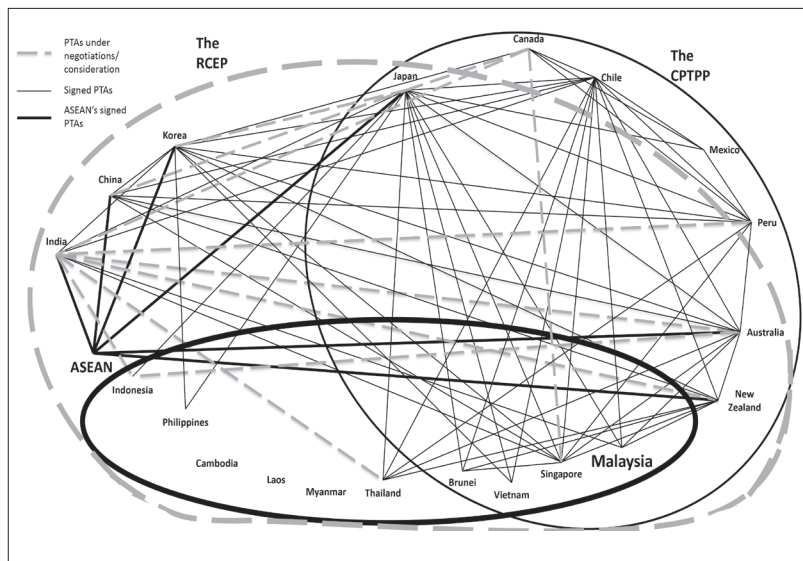 PTAs under
negotiations/
consideration
Signed PTAs
ASEAN's signed
PTAs
The
RCEP
The
CPTPP
Canada
Japan
Chile
Korea
Mexico
China
Peru
India
Australia
ASEAN
Indonesia
New
Zealand
Philippines
Cambodia
Malaysia
Laos
Singapore
Myanmar
Thailand
Brunei
Vietnam